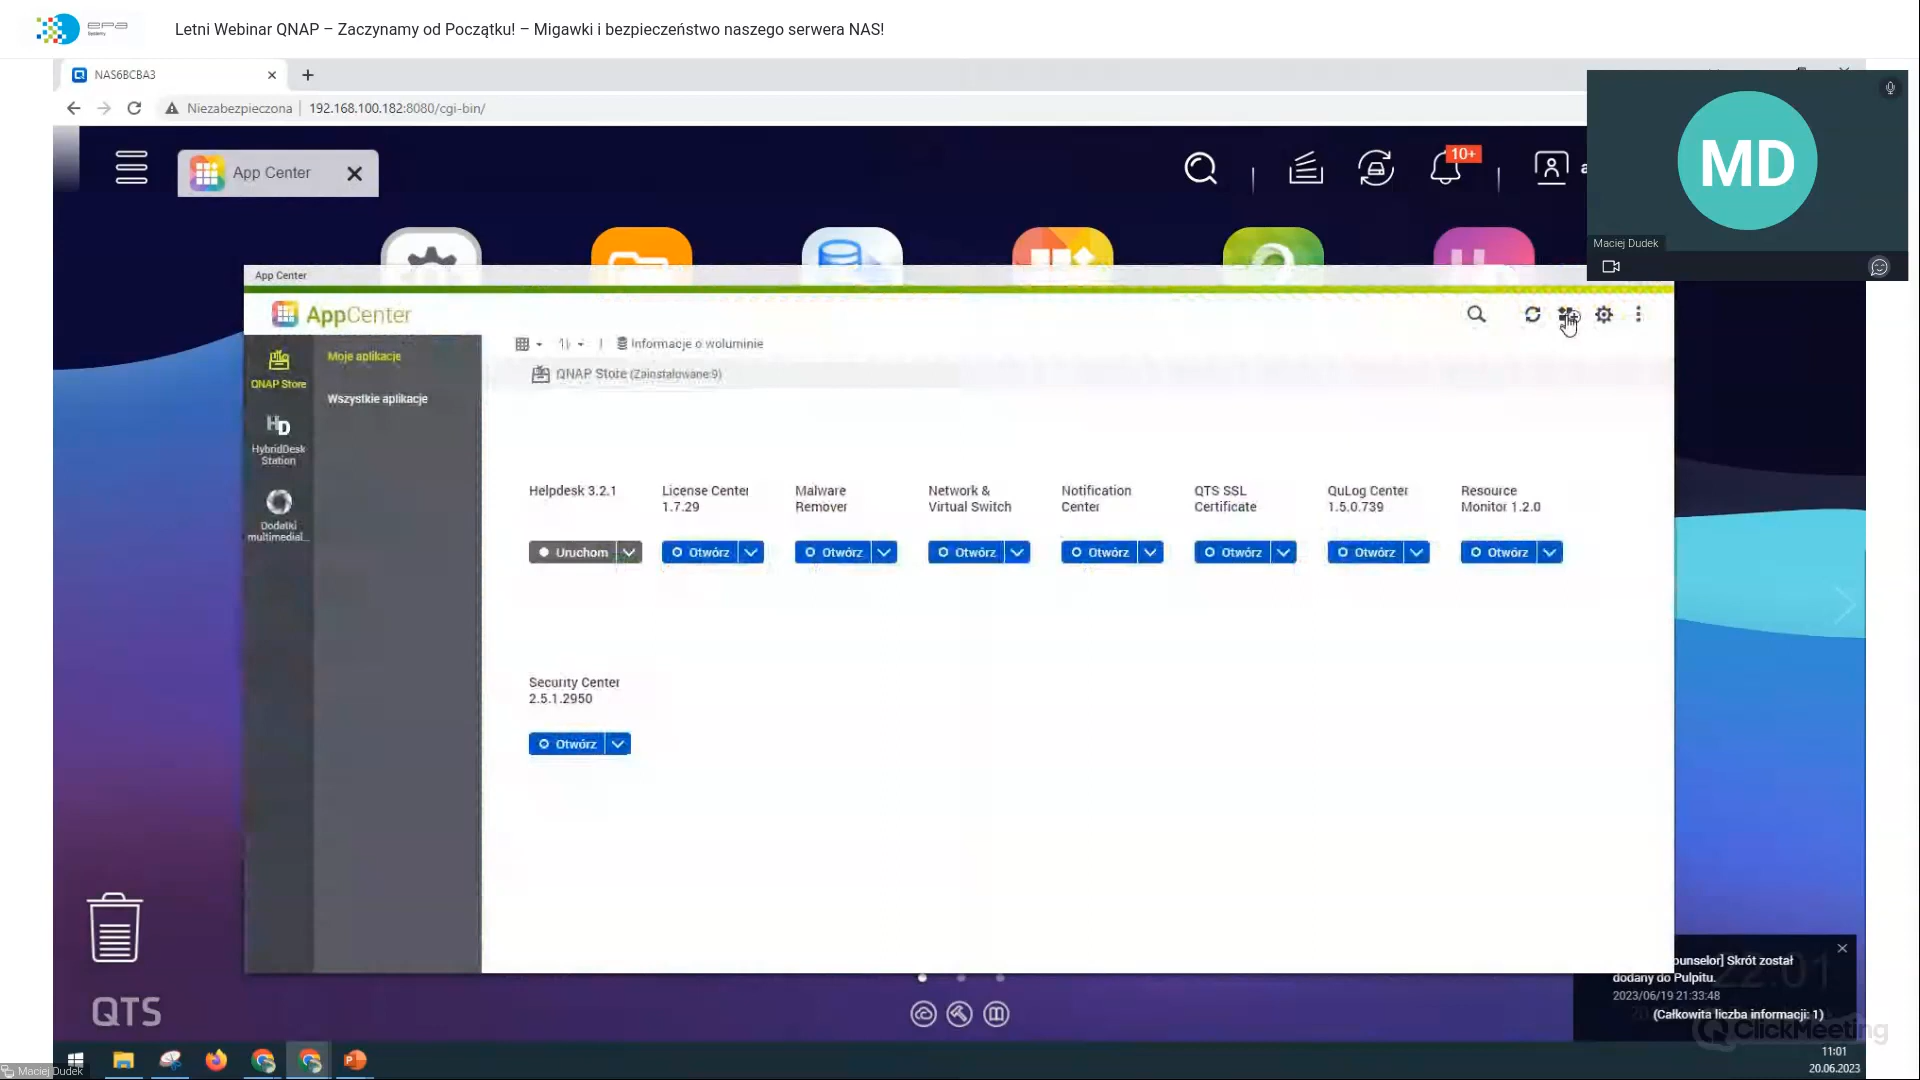 epa
Systemy
Letni Webinar QNAP – Zaczynamy od Początku! – Migawki i bezpieczeństwo naszego serwera NAS!
NAS6BCBA3
Niezabezpieczona
192.168.100.182:8080/cgi-bin/
App Center
10+
a
MD
Maciej Dudek
App Center
AppCenter
QNAP Store
HybridDesk
Station
Dodatki
multimedial...
Moje aplikacje
Wszystkie aplikacje
Informacje o woluminie
QNAP Store (Zainstalowane:9)
Helpdesk 3.2.1
Uruchom
License Center
1.7.29
Otwórz
Malware
Remover
Otwórz
Network &
Virtual Switch
Otwórz
Notification
Center
Otwórz
QTS SSL
Certificate
Otwórz
QuLog Center
1.5.0.739
Otwórz
Resource
Monitor 1.2.0
Otwórz
Security Center
2.5.1.2950
Otwórz
QTS
ounselor] Skrót został
dodany do Pulpitu.
2023/06/19 21:33:48
(Całkowita liczba informacji: 1)
ClickMeeting
Maciej Dudek
11:01
20.06.2023